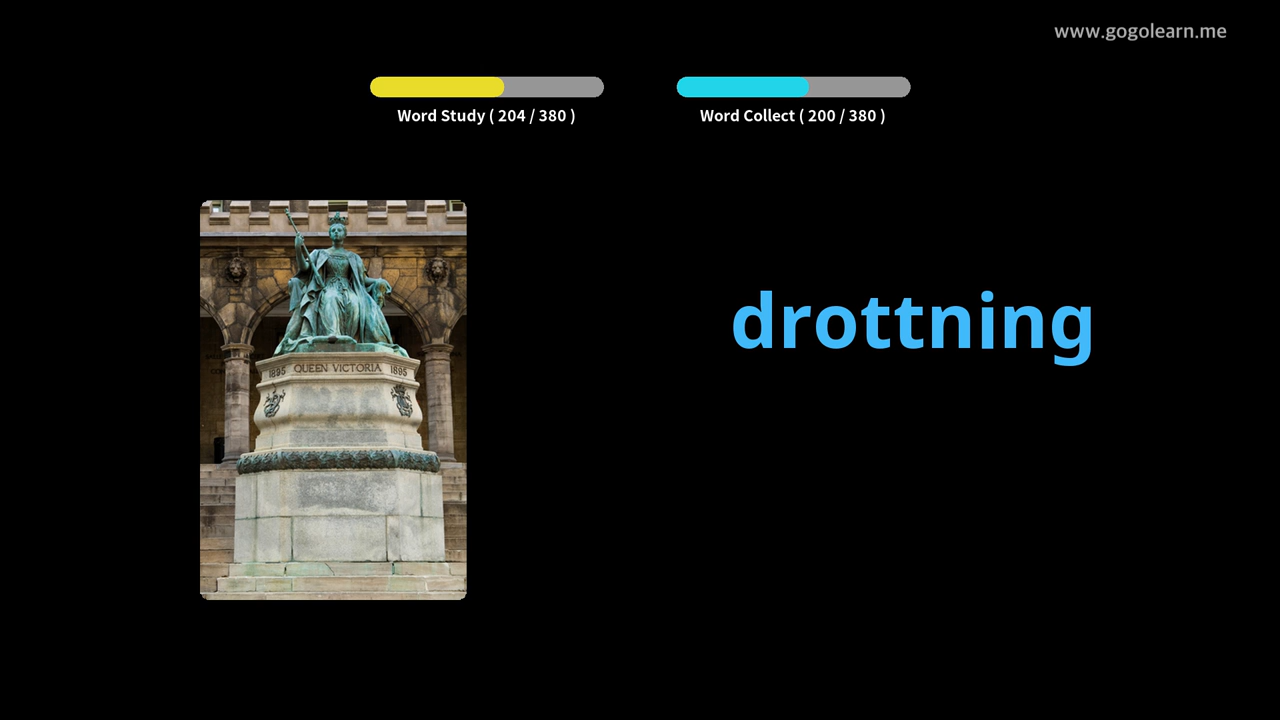 www.gogolearn.me
Word Study ( 204 / 380 )
Word Collect ( 200 / 380 )
drottning
1895 QUEEN VICTORIA 1895